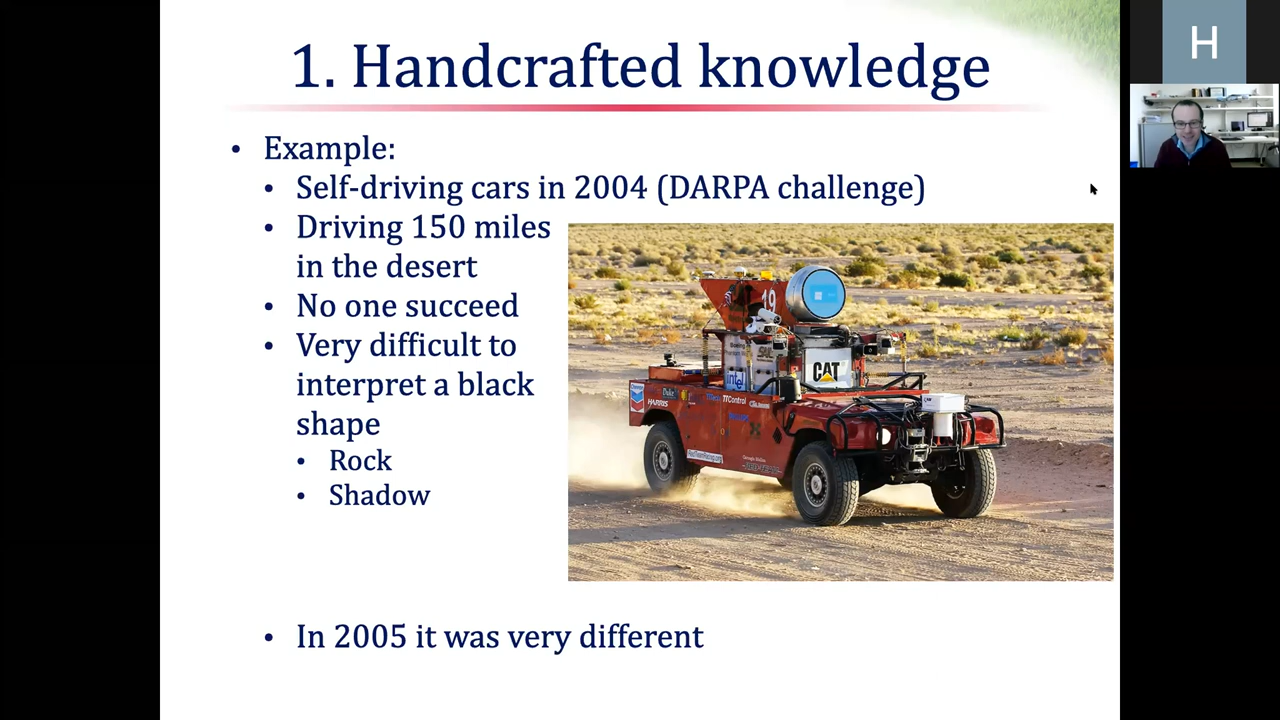 1. Handcrafted knowledge
H
• Example:
• Self-driving cars in 2004 (DARPA challenge)
• Driving 150 miles
in the desert
• No one succeed
• Very difficult to
interpret a black
shape
• Rock
• Shadow
19
intel
CAT
HARRIS
TTControl
• In 2005 it was very different